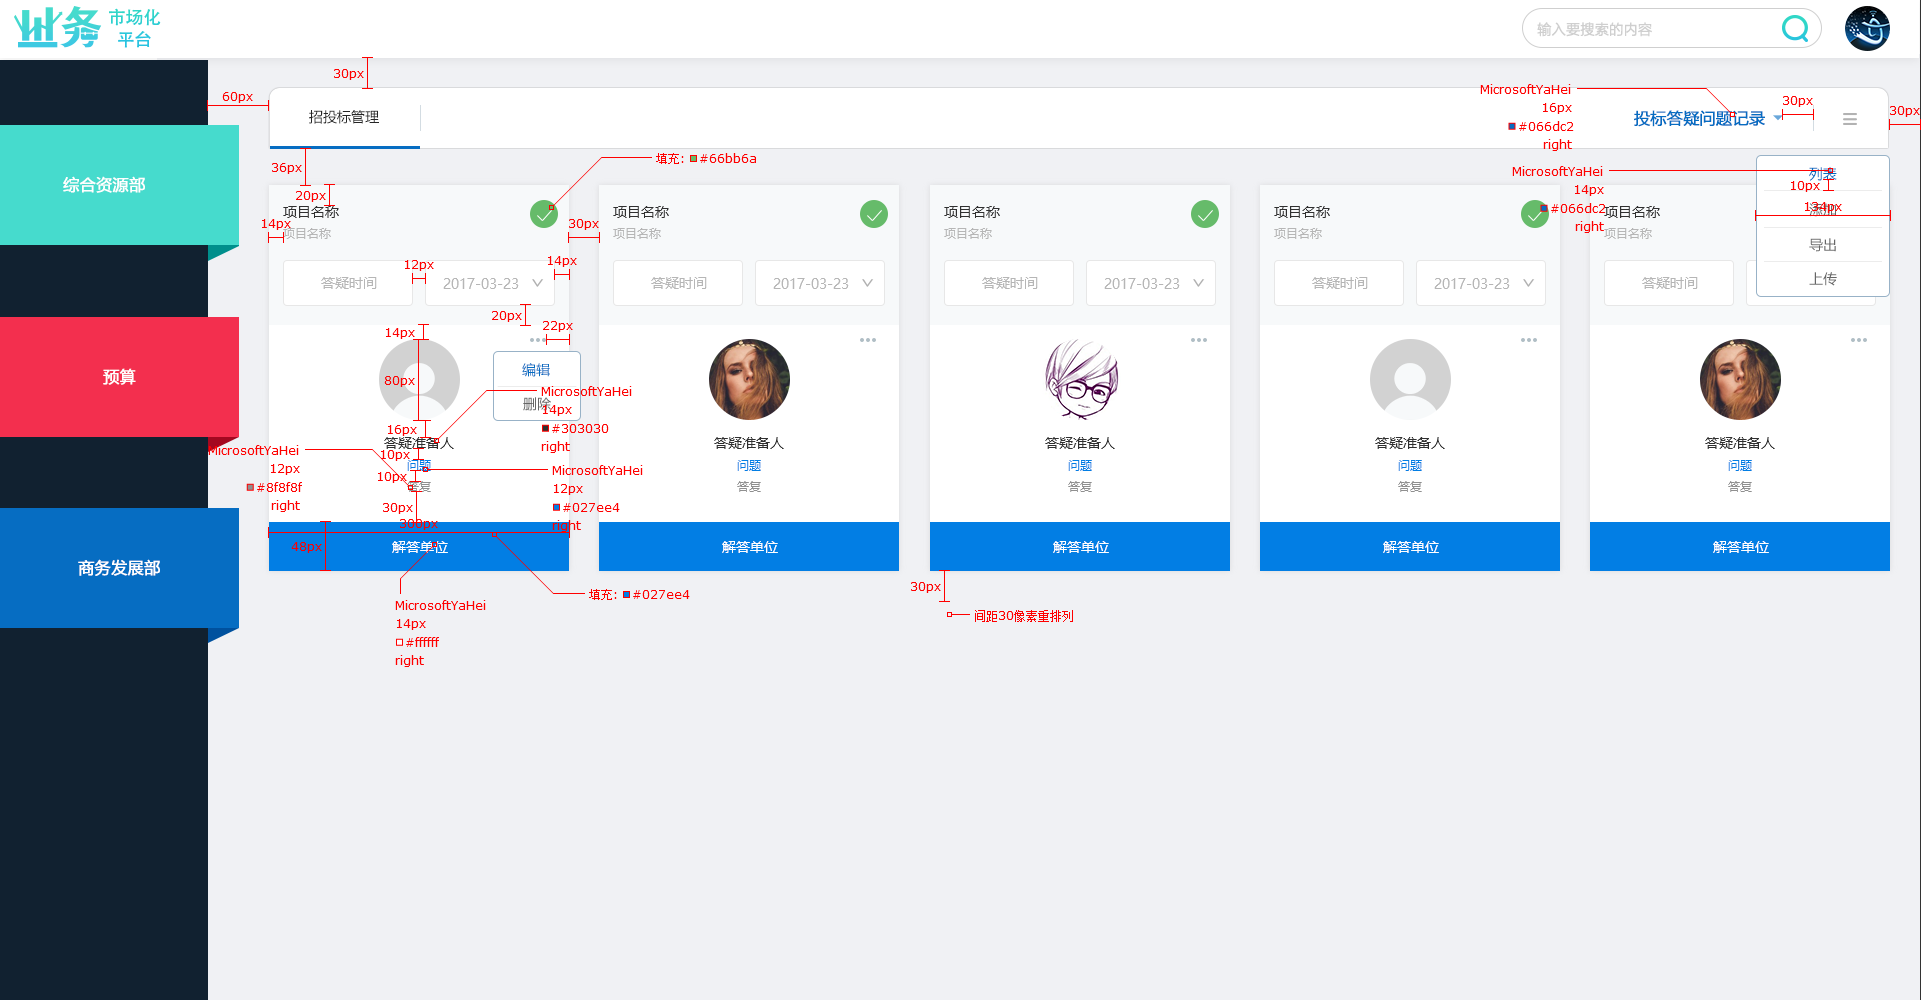 业务 市场化
平台
输入要搜索的内容
30px
60px
招投标管理
MicrosoftYaHei
16px
#066dc2
right
投标答疑问题记录
30px
30px
36px
填充: #66bb6a
MicrosoftYaHei
14px
#066dc2
right
列表
10px
添加
134px
导出
上传
综合资源部
预算
商务发展部
20px
项目名称
14px
项目名称
30px
12px
14px
答疑时间
2017-03-23
20px
22px
14px
80px
编辑
删除
MicrosoftYaHei
14px
#303030
right
16px
答疑准备人
10px
问题
10px
答复
MicrosoftYaHei
12px
#8f8f8f
right
MicrosoftYaHei
12px
#027ee4
right
30px
300px
48px
解答单位
MicrosoftYaHei
14px
#ffffff
right
填充: #027ee4
项目名称
项目名称
答疑时间
2017-03-23
答疑准备人
问题
答复
解答单位
项目名称
项目名称
答疑时间
2017-03-23
答疑准备人
问题
答复
解答单位
30px
间距30像素重排列
项目名称
项目名称
答疑时间
2017-03-23
答疑准备人
问题
答复
解答单位
项目名称
项目名称
答疑时间
答疑准备人
问题
答复
解答单位